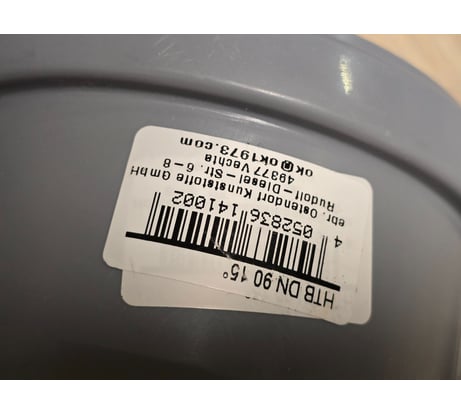 HTB DN 90 15°
4 052836 141002
ebr. Ostendorf Kunststoffe GmbH
Rudolf-Diesel-Str. 6-8
49377 Vechta
ok@ok1973.com